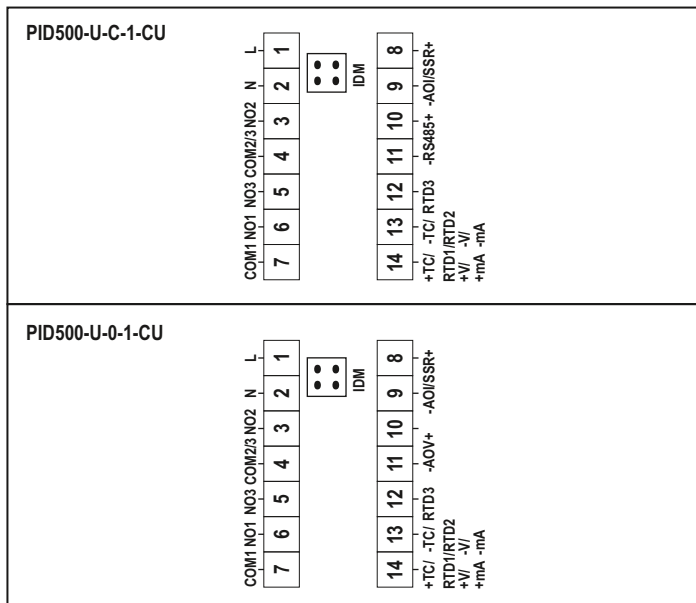 PID500-U-C-1-CU
COM1 NO1 NO3 COM2/3 NO2 N L
7 6 5 4 3 2 1
IDM
14 13 12 11 10 9 8
+TC/ -TC/ RTD3 -RS485+ -AOI/SSR+
RTD1/RTD2
+V/ -V/
+mA -mA
PID500-U-0-1-CU
COM1 NO1 NO3 COM2/3 NO2 N L
7 6 5 4 3 2 1
IDM
14 13 12 11 10 9 8
+TC/ -TC/ RTD3 -AOV+ -AOI/SSR+
RTD1/RTD2
+V/ -V/
+mA -mA